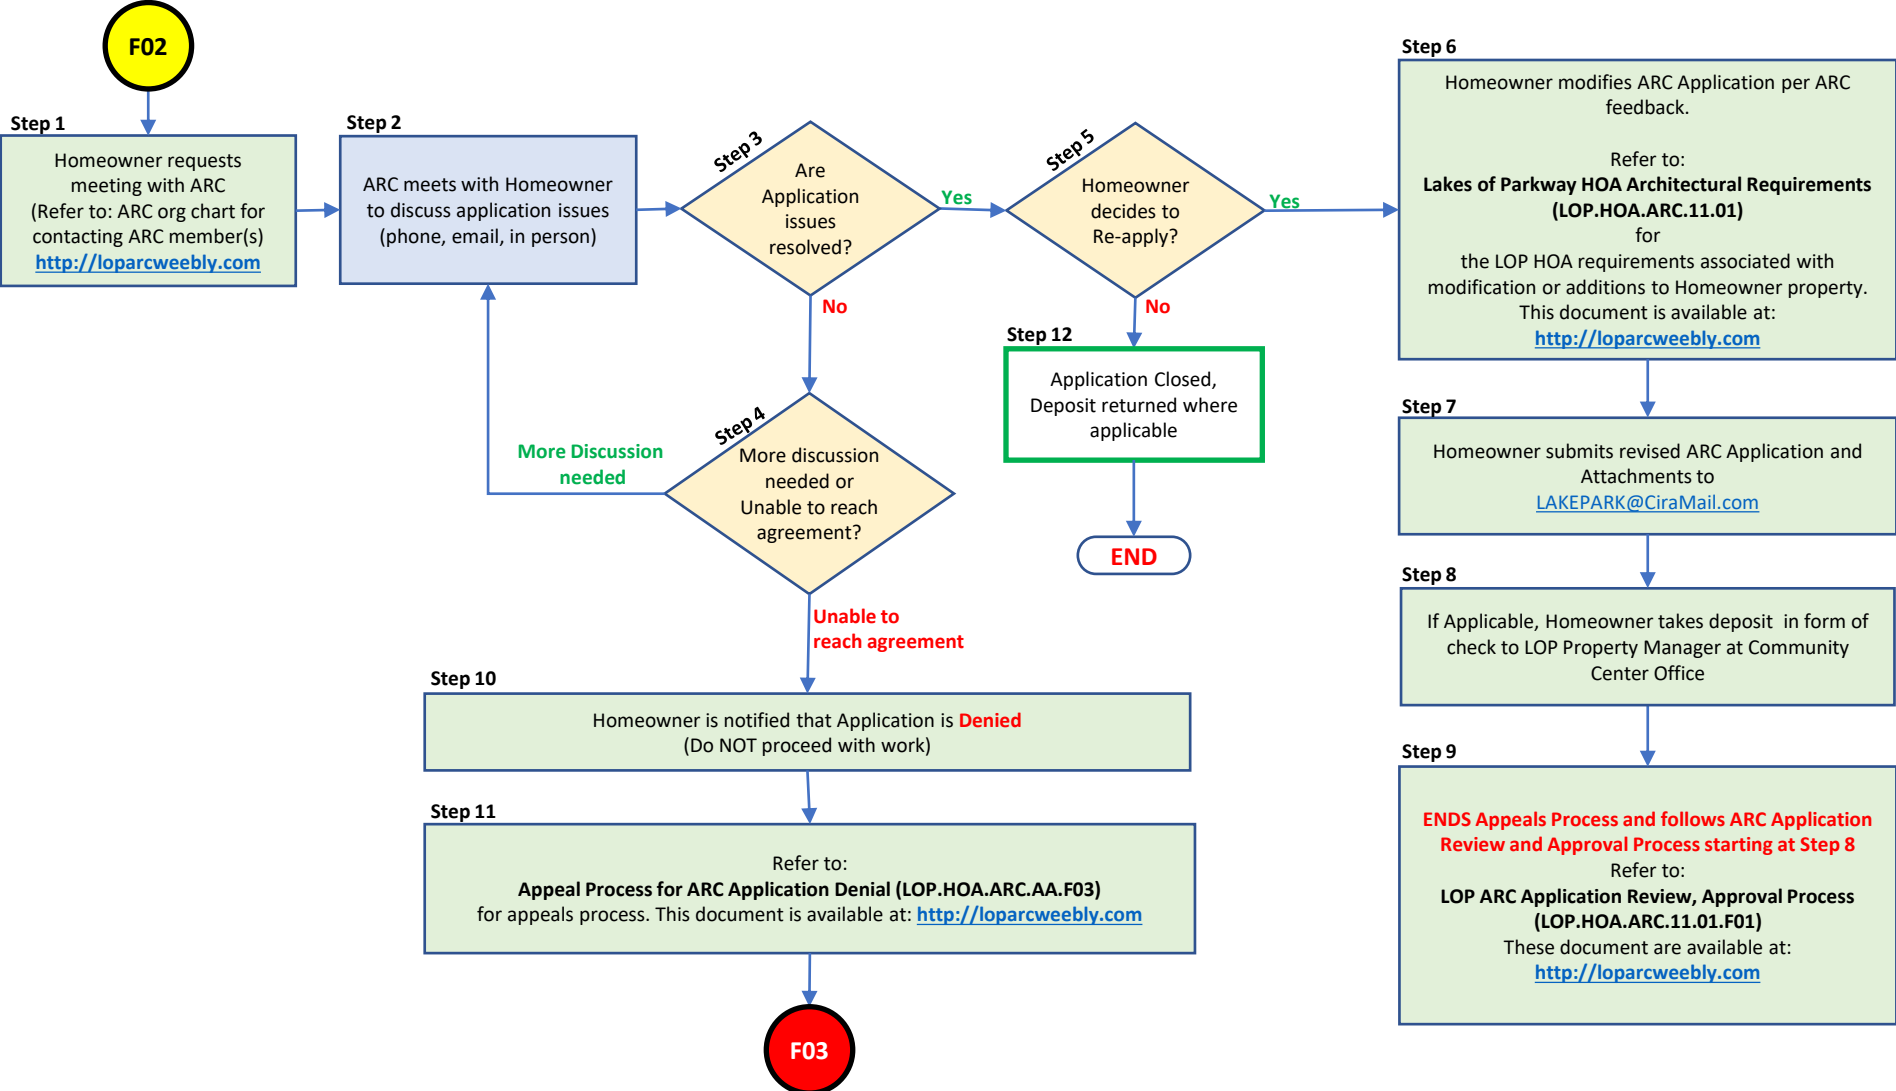 F02
Step 1
Homeowner requests
meeting with ARC
(Refer to: ARC org chart for
contacting ARC member(s)
http://loparcweebly.com
Step 2
ARC meets with Homeowner
to discuss application issues
(phone, email, in person)
Step 3
Are
Application
issues
resolved?
Yes
No
Step 4
More discussion
needed or
Unable to reach
agreement?
More Discussion
needed
Unable to
reach agreement
Step 5
Homeowner
decides to
Re-apply?
Yes
No
Step 12
Application Closed,
Deposit returned where
applicable
END
Step 6
Homeowner modifies ARC Application per ARC
feedback.
Refer to:
Lakes of Parkway HOA Architectural Requirements
(LOP.HOA.ARC.11.01)
for
the LOP HOA requirements associated with
modification or additions to Homeowner property.
This document is available at:
http://loparcweebly.com
Step 7
Homeowner submits revised ARC Application and
Attachments to
LAKEPARK@CiraMail.com
Step 8
If Applicable, Homeowner takes deposit in form of
check to LOP Property Manager at Community
Center Office
Step 9
ENDS Appeals Process and follows ARC Application
Review and Approval Process starting at Step 8
Refer to:
LOP ARC Application Review, Approval Process
(LOP.HOA.ARC.11.01.F01)
These document are available at:
http://loparcweebly.com
Step 10
Homeowner is notified that Application is Denied
(Do NOT proceed with work)
Step 11
Refer to:
Appeal Process for ARC Application Denial (LOP.HOA.ARC.AA.F03)
for appeals process. This document is available at: http://loparcweebly.com
F03